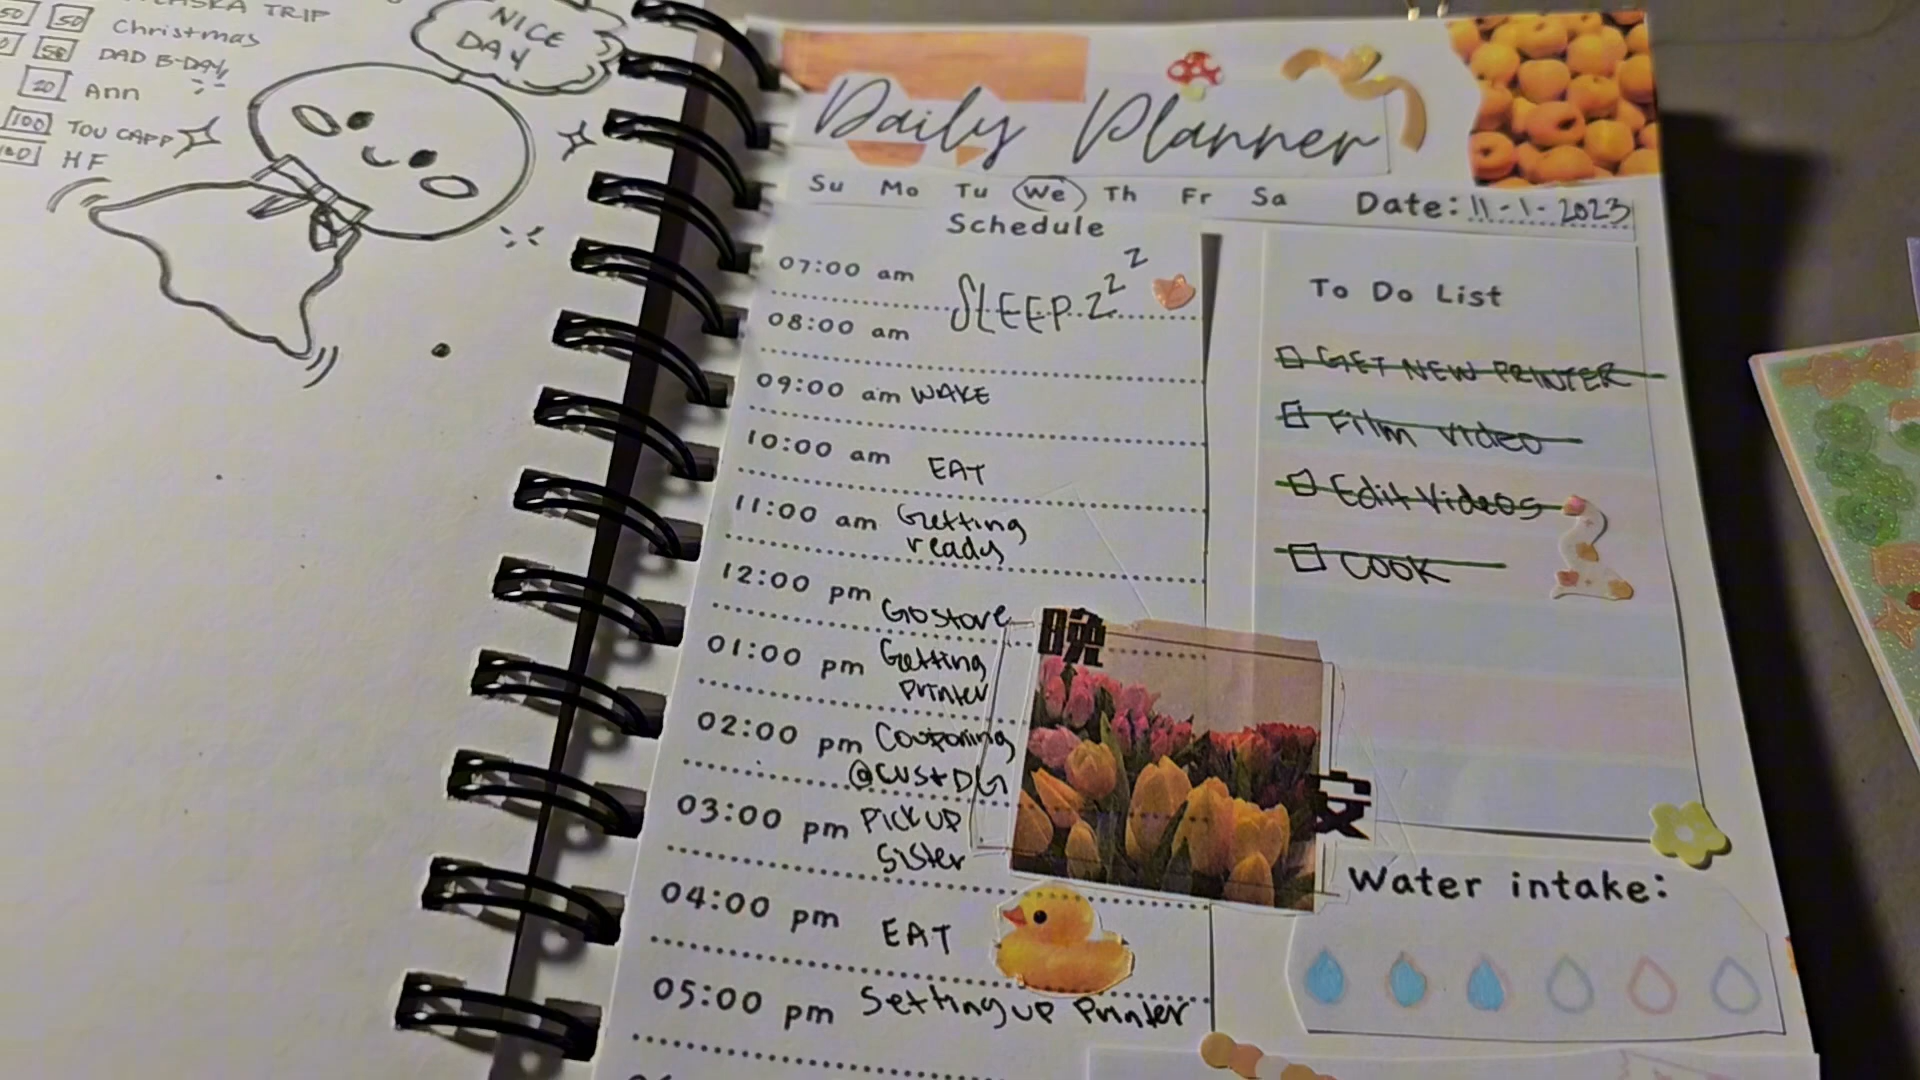 TRIP
50 50 Christmas
50 DAD B-DAY
20 Ann
100 TOU CAPP
HF
NICE
DAY
Daily Planner
Su Mo Tu We Th Fr Sa
Date: 11-1-2023
Schedule
07:00 am
SLEEP z z z
08:00 am
09:00 am WAKE
10:00 am EAT
11:00 am Getting
ready
12:00 pm Go store
01:00 pm Getting
printer
02:00 pm Couponing
@CVS+DG
03:00 pm PICK UP
Sister
04:00 pm EAT
05:00 pm Setting up Printer
To Do List
GET NEW PRINTER
Film video
Edit Videos
COOK
晚
安
Water intake: